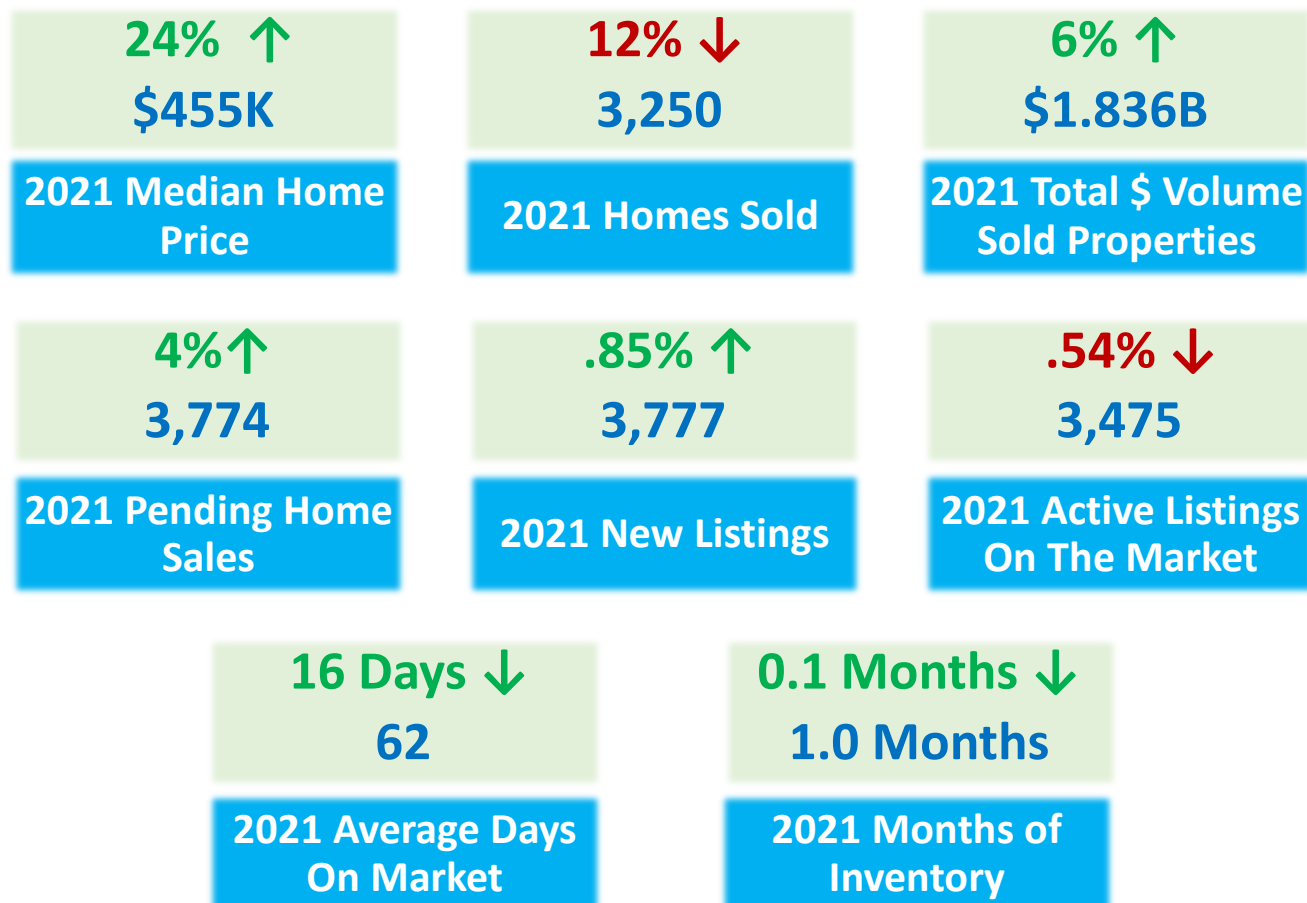 24% ↑
$455K
2021 Median Home
Price
12% ↓
3,250
2021 Homes Sold
6% ↑
$1.836B
2021 Total $ Volume
Sold Properties
4%↑
3,774
2021 Pending Home
Sales
.85% ↑
3,777
2021 New Listings
.54% ↓
3,475
2021 Active Listings
On The Market
16 Days ↓
62
2021 Average Days
On Market
0.1 Months ↓
1.0 Months
2021 Months of
Inventory